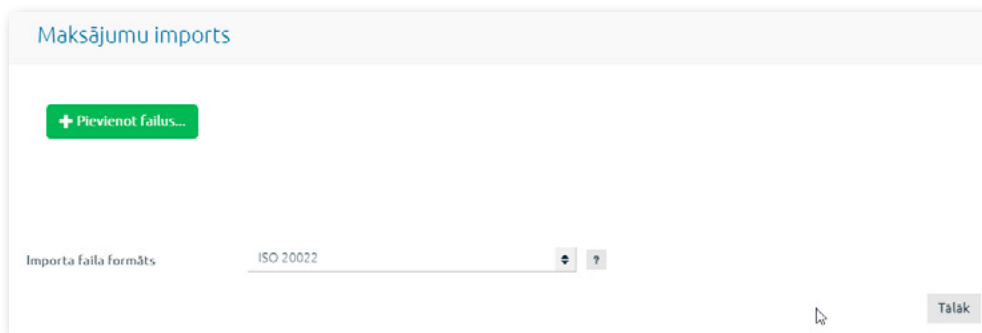 Maksājumu imports
+ Pievienot failus...
Importa faila formāts
ISO 20022
?
Tālāk